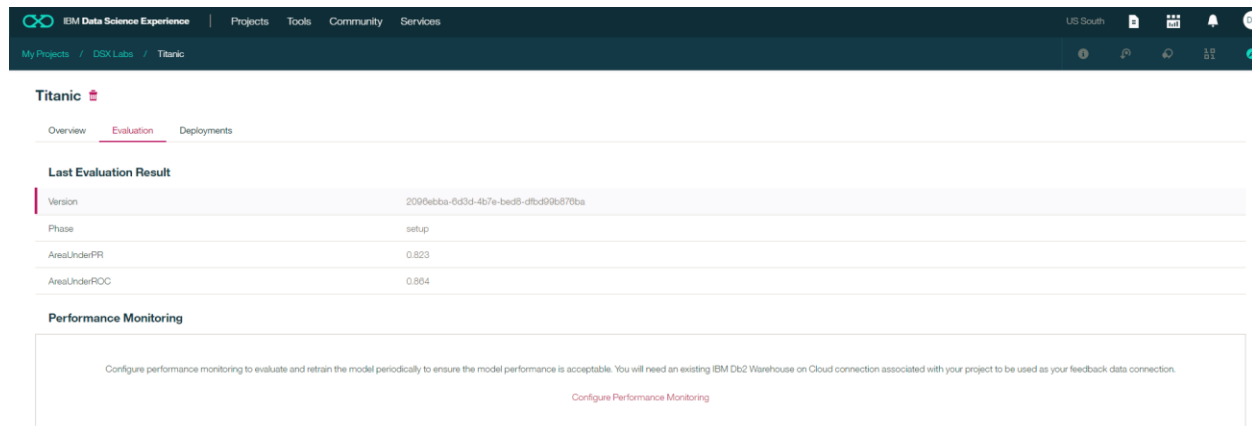 IBM Data Science Experience | Projects Tools Community Services US South
My Projects / DSX Labs / Titanic
Titanic
Overview Evaluation Deployments
Last Evaluation Result
Version 2096ebba-6d3d-4b7e-bed8-dfbd99b876ba
Phase setup
AreaUnderPR 0.823
AreaUnderROC 0.864
Performance Monitoring
Configure performance monitoring to evaluate and retrain the model periodically to ensure the model performance is acceptable. You will need an existing IBM Db2 Warehouse on Cloud connection associated with your project to be used as your feedback data connection.
Configure Performance Monitoring